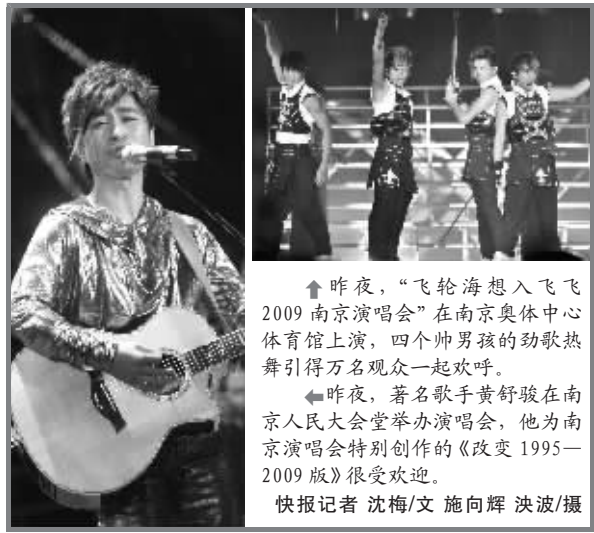 昨夜，“飞轮海想入飞飞
2009 南京演唱会”在南京奥体中心
体育馆上演，四个帅男孩的劲歌热
舞引得万名观众一起欢呼。
昨夜，著名歌手黄舒骏在南
京人民大会堂举办演唱会，他为南
京演唱会特别创作的《改变 1995—
2009 版》很受欢迎。
快报记者 沈梅/文 施向辉 泱波/摄